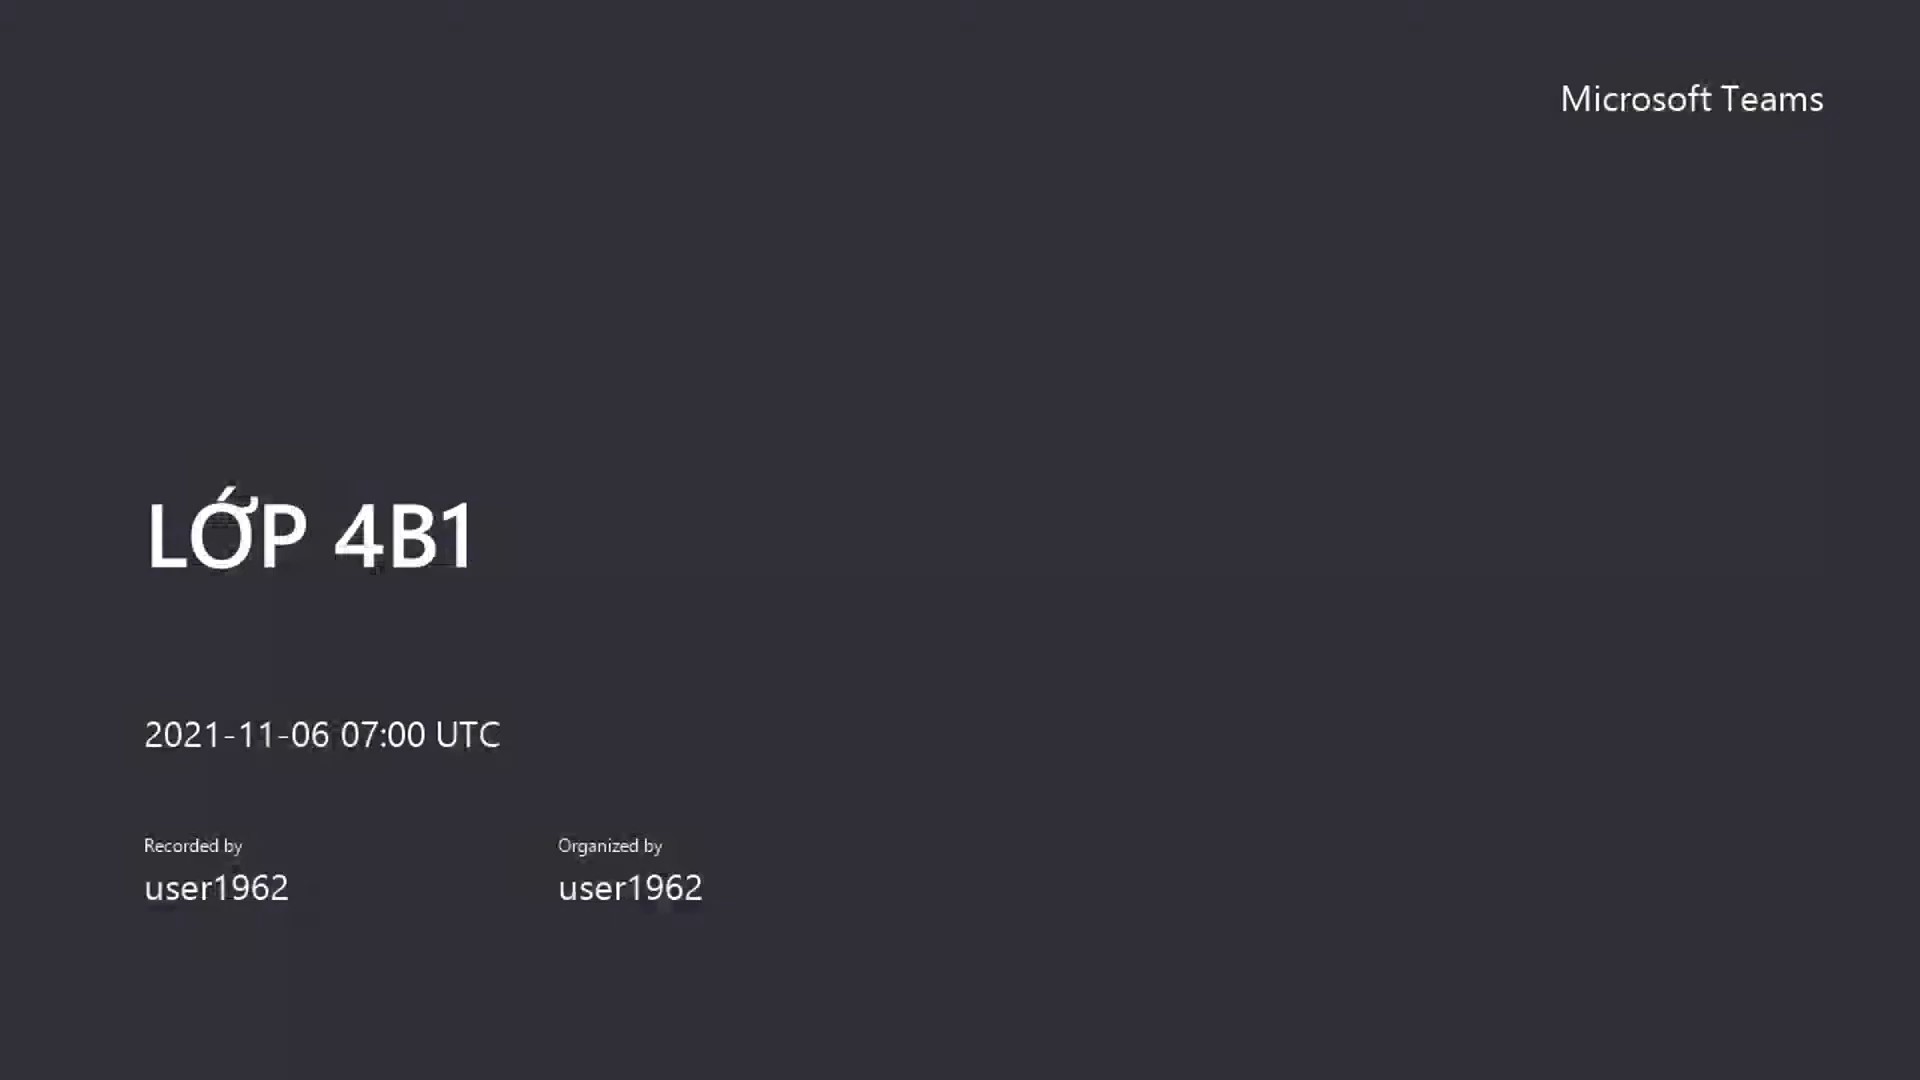 Microsoft Teams
LỚP 4B1
2021-11-06 07:00 UTC
Recorded by
user1962
Organized by
user1962